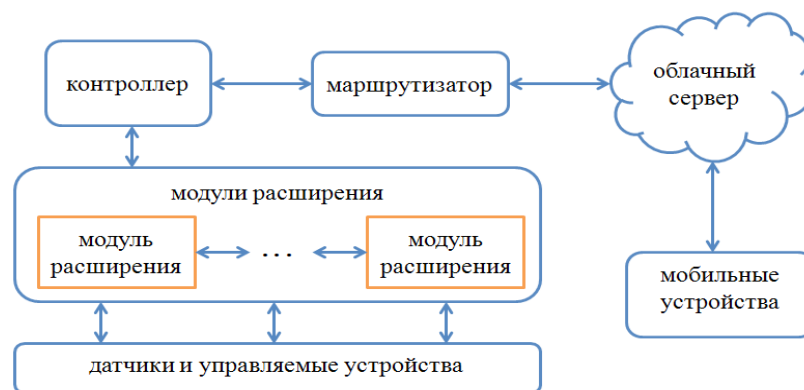 контроллер
маршрутизатор
облачный
сервер
модули расширения
модуль
расширения
...
модуль
расширения
мобильные
устройства
датчики и управляемые устройства